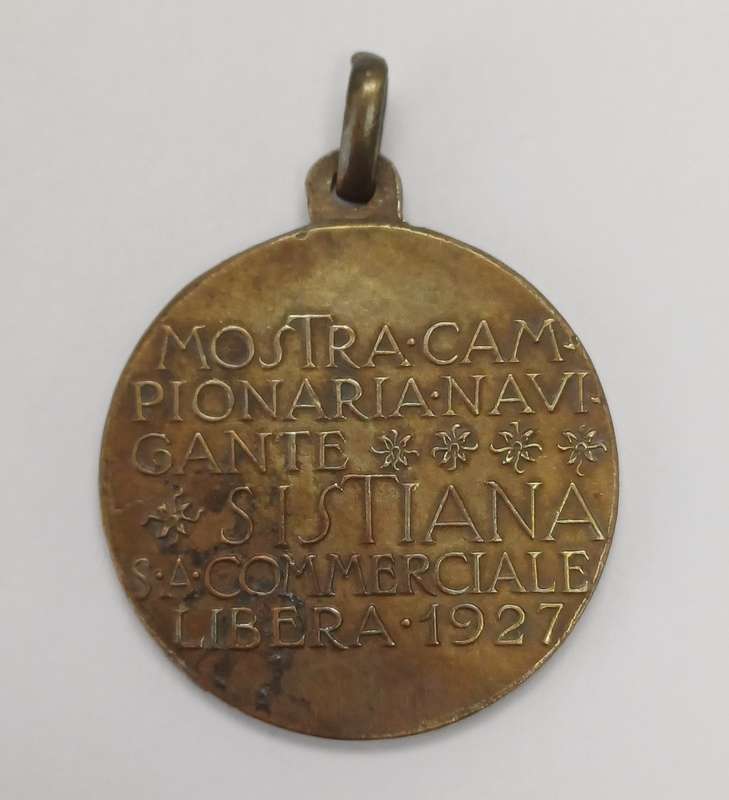 MOSTRA·CAM-
PIONARIA·NAVI-
GANTE
SISTIANA
S·A·COMMERCIALE
LIBERA·1927